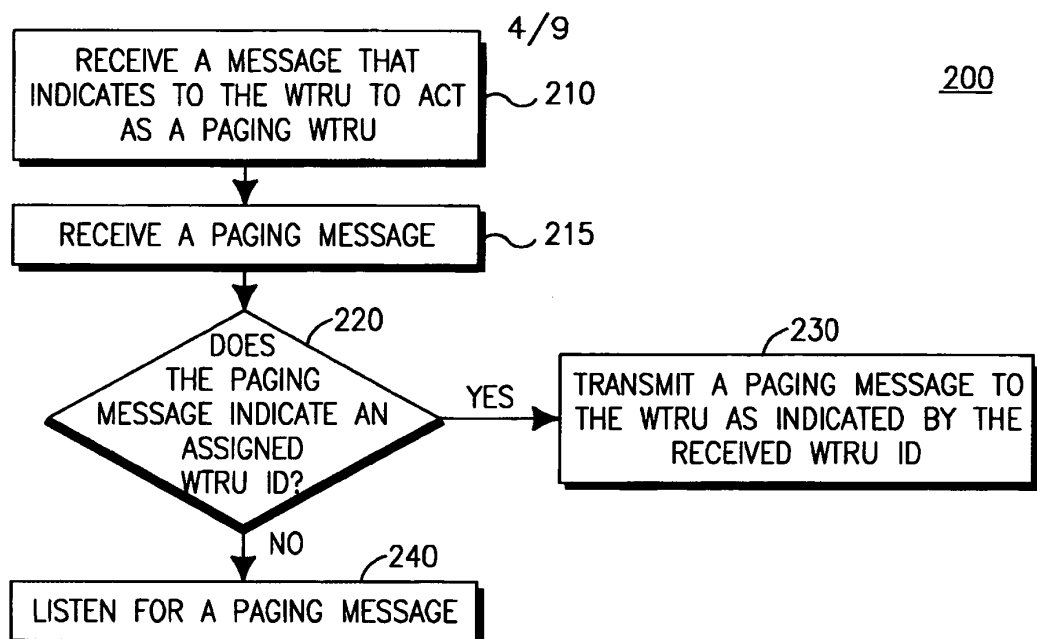 4/9
200
RECEIVE A MESSAGE THAT
INDICATES TO THE WTRU TO ACT
AS A PAGING WTRU
210
RECEIVE A PAGING MESSAGE
215
220
DOES
THE PAGING
MESSAGE INDICATE AN
ASSIGNED
WTRU ID?
YES
230
TRANSMIT A PAGING MESSAGE TO
THE WTRU AS INDICATED BY THE
RECEIVED WTRU ID
NO
240
LISTEN FOR A PAGING MESSAGE